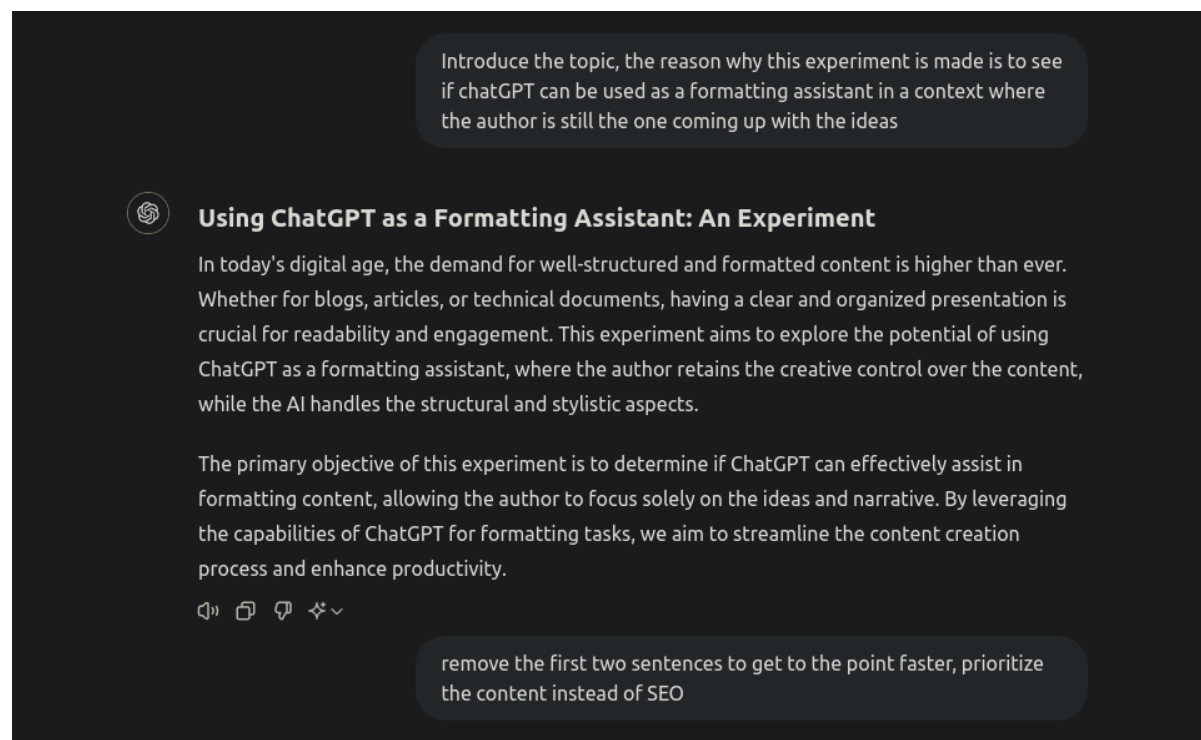 Introduce the topic, the reason why this experiment is made is to see
if chatGPT can be used as a formatting assistant in a context where
the author is still the one coming up with the ideas
Using ChatGPT as a Formatting Assistant: An Experiment
In today's digital age, the demand for well-structured and formatted content is higher than ever.
Whether for blogs, articles, or technical documents, having a clear and organized presentation is
crucial for readability and engagement. This experiment aims to explore the potential of using
ChatGPT as a formatting assistant, where the author retains the creative control over the content,
while the AI handles the structural and stylistic aspects.
The primary objective of this experiment is to determine if ChatGPT can effectively assist in
formatting content, allowing the author to focus solely on the ideas and narrative. By leveraging
the capabilities of ChatGPT for formatting tasks, we aim to streamline the content creation
process and enhance productivity.
remove the first two sentences to get to the point faster, prioritize
the content instead of SEO